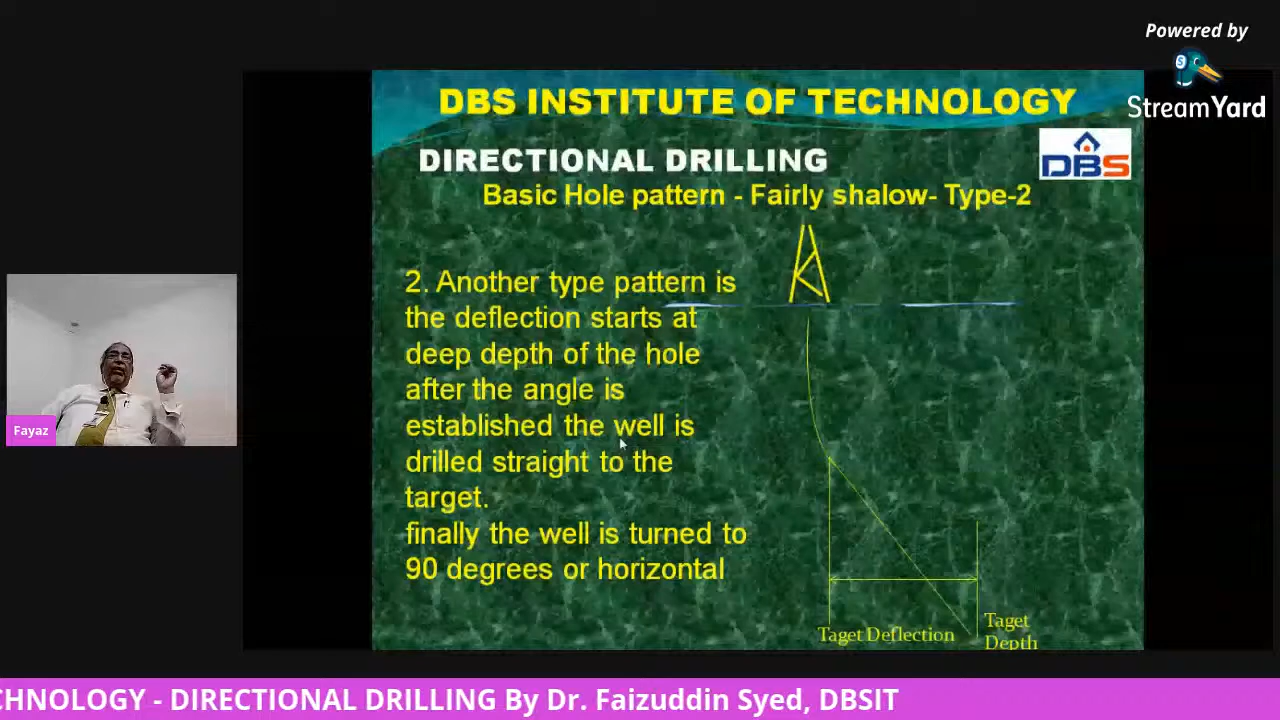 Powered by
StreamYard
DBS INSTITUTE OF TECHNOLOGY
DBS
DIRECTIONAL DRILLING
Basic Hole pattern - Fairly shalow- Type-2
2. Another type pattern is
the deflection starts at
deep depth of the hole
after the angle is
established the well is
drilled straight to the
target.
finally the well is turned to
90 degrees or horizontal
Taget Deflection
Taget
Depth
Fayaz
CHNOLOGY - DIRECTIONAL DRILLING By Dr. Faizuddin Syed, DBSIT